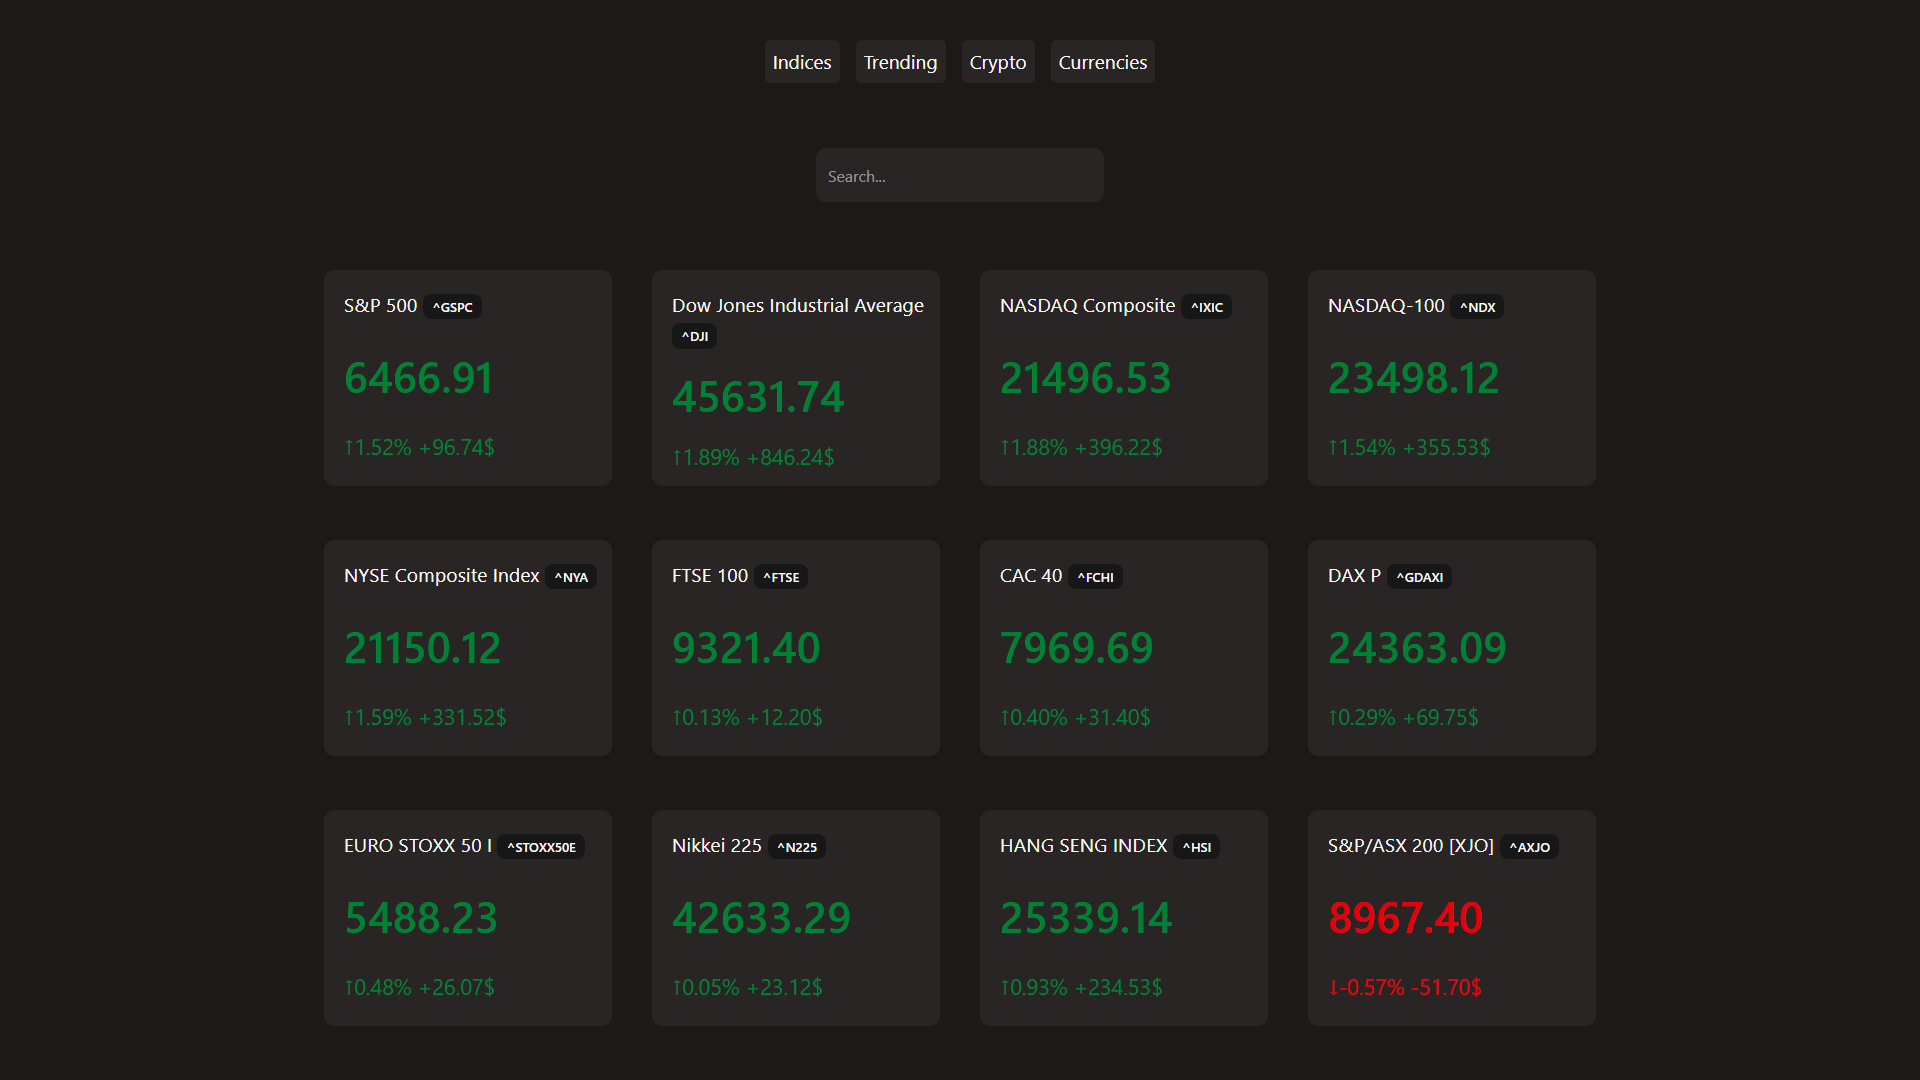 Indices Trending Crypto Currencies
Search...
S&P 500 ^GSPC
6466.91
↑1.52% +96.74$
Dow Jones Industrial Average
^DJI
45631.74
↑1.89% +846.24$
NASDAQ Composite ^IXIC
21496.53
↑1.88% +396.22$
NASDAQ-100 ^NDX
23498.12
↑1.54% +355.53$
NYSE Composite Index ^NYA
21150.12
↑1.59% +331.52$
FTSE 100 ^FTSE
9321.40
↑0.13% +12.20$
CAC 40 ^FCHI
7969.69
↑0.40% +31.40$
DAX P ^GDAXI
24363.09
↑0.29% +69.75$
EURO STOXX 50 I ^STOXX50E
5488.23
↑0.48% +26.07$
Nikkei 225 ^N225
42633.29
↑0.05% +23.12$
HANG SENG INDEX ^HSI
25339.14
↑0.93% +234.53$
S&P/ASX 200 [XJO] ^AXJO
8967.40
↓-0.57% -51.70$